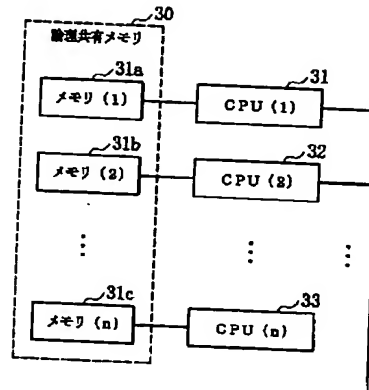 30
論理共有メモリ
31a
31
メモリ (1)
CPU (1)
31b
32
メモリ (2)
CPU (2)
31c
33
メモリ (n)
CPU (n)